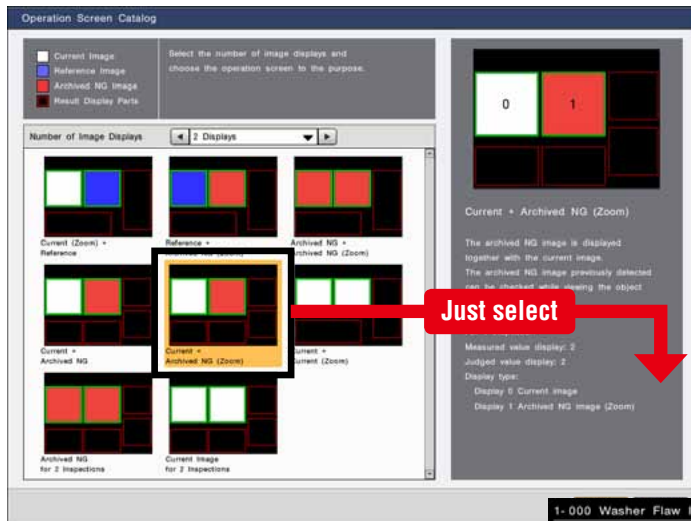 Operation Screen Catalog
Current Image
Reference Image
Archived NG Image
Result Display Parts
Select the number of image displays and
choose the operation screen to the purpose.
Number of Image Displays
2 Displays
Current (Zoom) +
Reference
Reference +
Archived NG (Zoom)
Archived NG +
Archived NG (Zoom)
Current +
Archived NG
Current +
Archived NG (Zoom)
Current +
Current (Zoom)
Archived NG
for 2 Inspections
Current Image
for 2 Inspections
0
1
Current + Archived NG (Zoom)
The archived NG image is displayed
together with the current image.
The archived NG image previously detected
can be checked while viewing the object
Just select
Measured value display: 2
Judged value display: 2
Display type:
Display 0 Current image
Display 1 Archived NG image (Zoom)
1-000 Washer Flaw